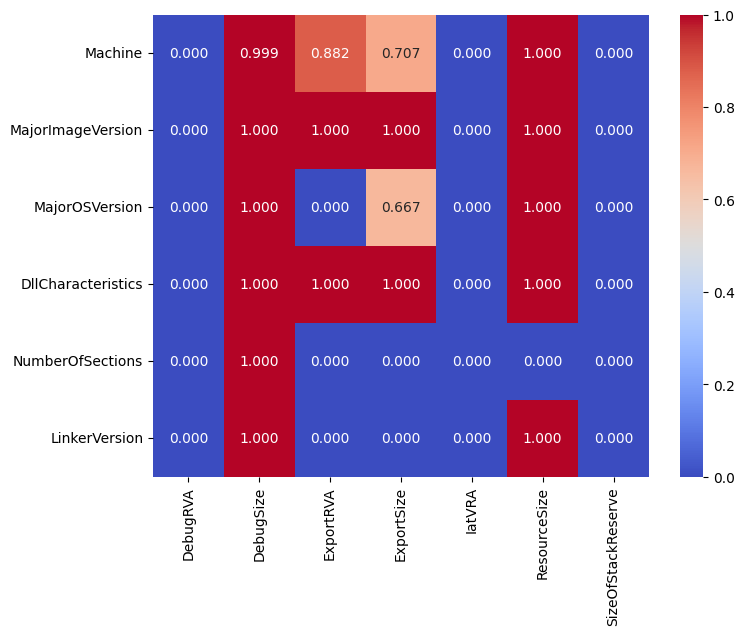 Machine 0.000 0.999 0.882 0.707 0.000 1.000 0.000
MajorImageVersion 0.000 1.000 1.000 1.000 0.000 1.000 0.000
MajorOSVersion 0.000 1.000 0.000 0.667 0.000 1.000 0.000
DllCharacteristics 0.000 1.000 1.000 1.000 0.000 1.000 0.000
NumberOfSections 0.000 1.000 0.000 0.000 0.000 0.000 0.000
LinkerVersion 0.000 1.000 0.000 0.000 0.000 1.000 0.000
DebugRVA
DebugSize
ExportRVA
ExportSize
IatVRA
ResourceSize
SizeOfStackReserve
1.0
0.8
0.6
0.4
0.2
0.0